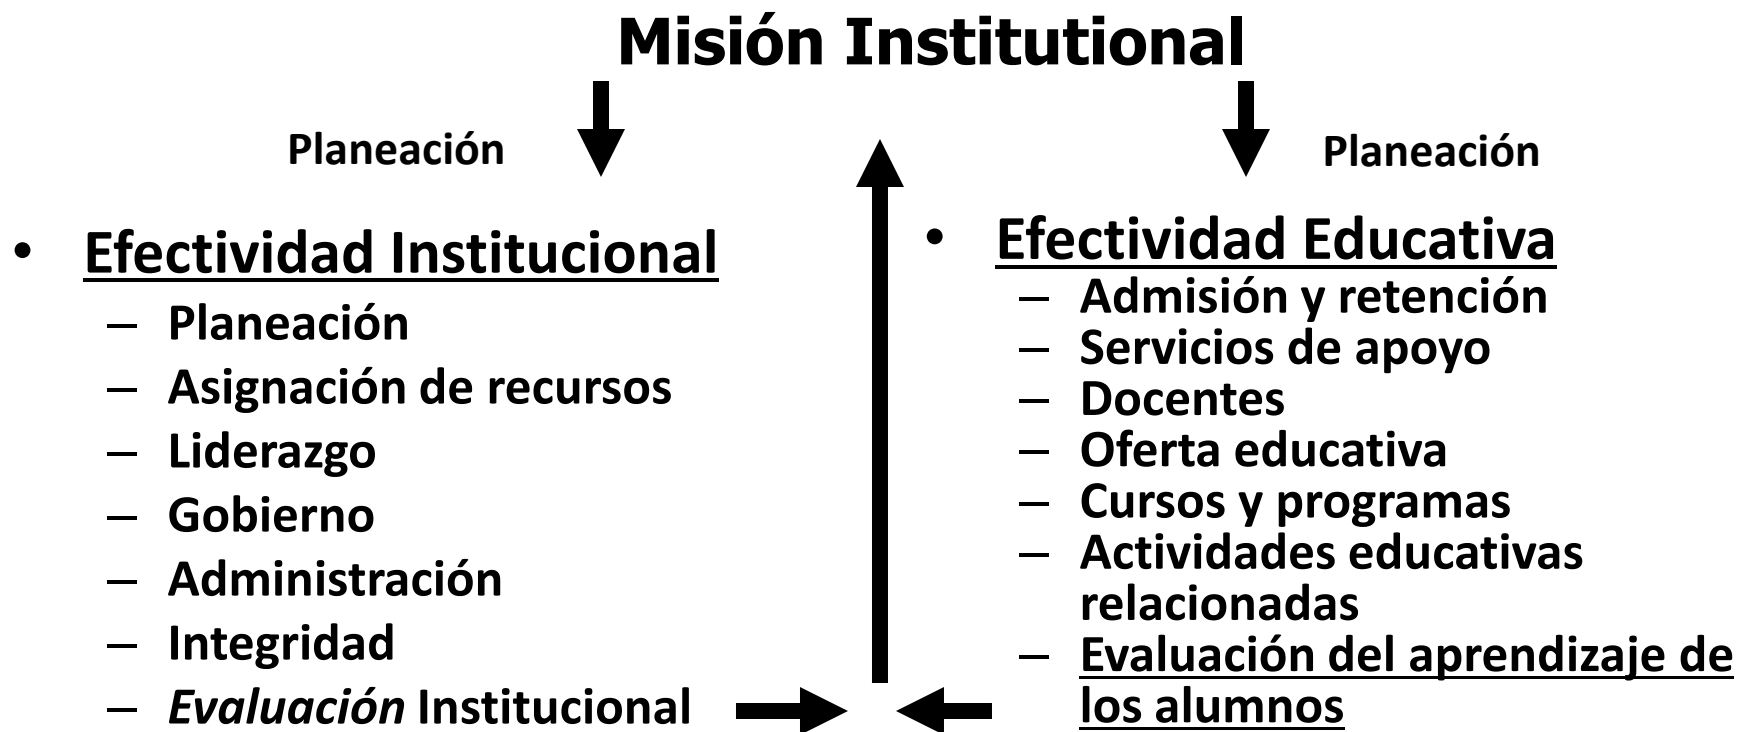 Misión Institutional
Planeación
Planeación
• Efectividad Institucional
– Planeación
– Asignación de recursos
– Liderazgo
– Gobierno
– Administración
– Integridad
– Evaluación Institucional
• Efectividad Educativa
– Admisión y retención
– Servicios de apoyo
– Docentes
– Oferta educativa
– Cursos y programas
– Actividades educativas
relacionadas
– Evaluación del aprendizaje de
los alumnos